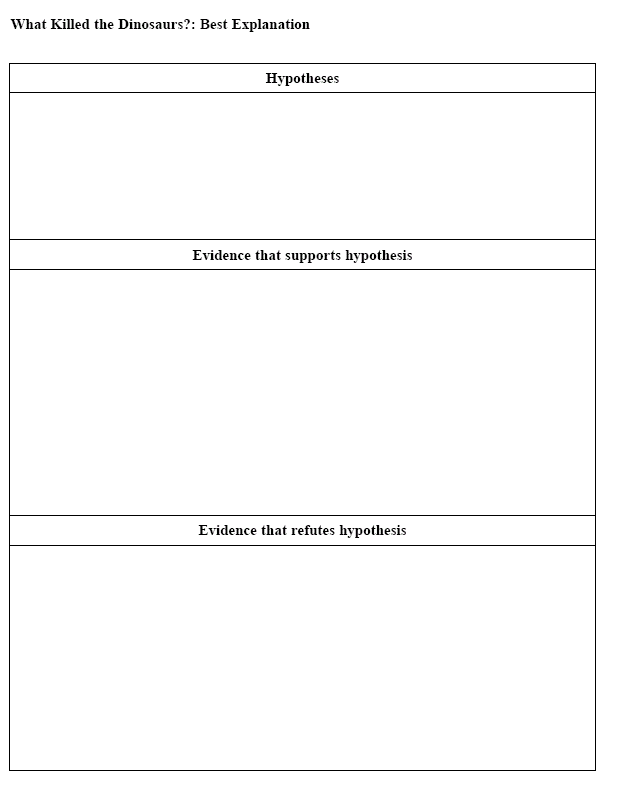 What Killed the Dinosaurs?: Best Explanation
Hypotheses
Evidence that supports hypothesis
Evidence that refutes hypothesis